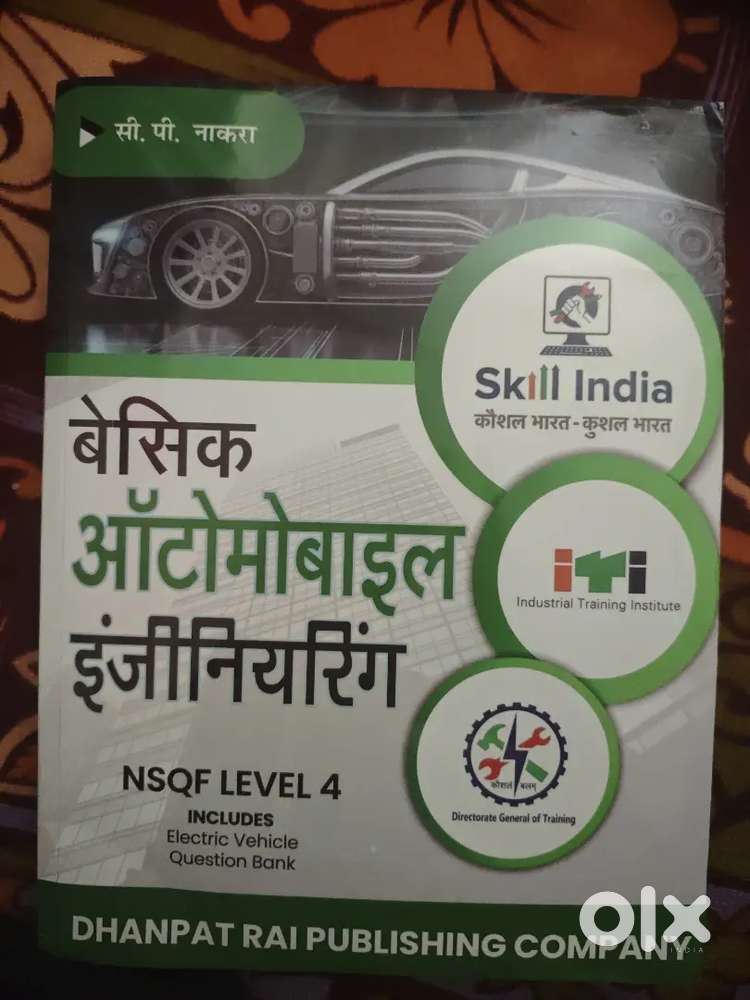 सी. पी. नाकरा
Skill India
कौशल भारत - कुशल भारत
बेसिक
ऑटोमोबाइल
इंजीनियरिंग
iTi
Industrial Training Institute
कौशलं बलम्
Directorate General of Training
NSQF LEVEL 4
INCLUDES
Electric Vehicle
Question Bank
DHANPAT RAI PUBLISHING COMPANY
olx
INDIA